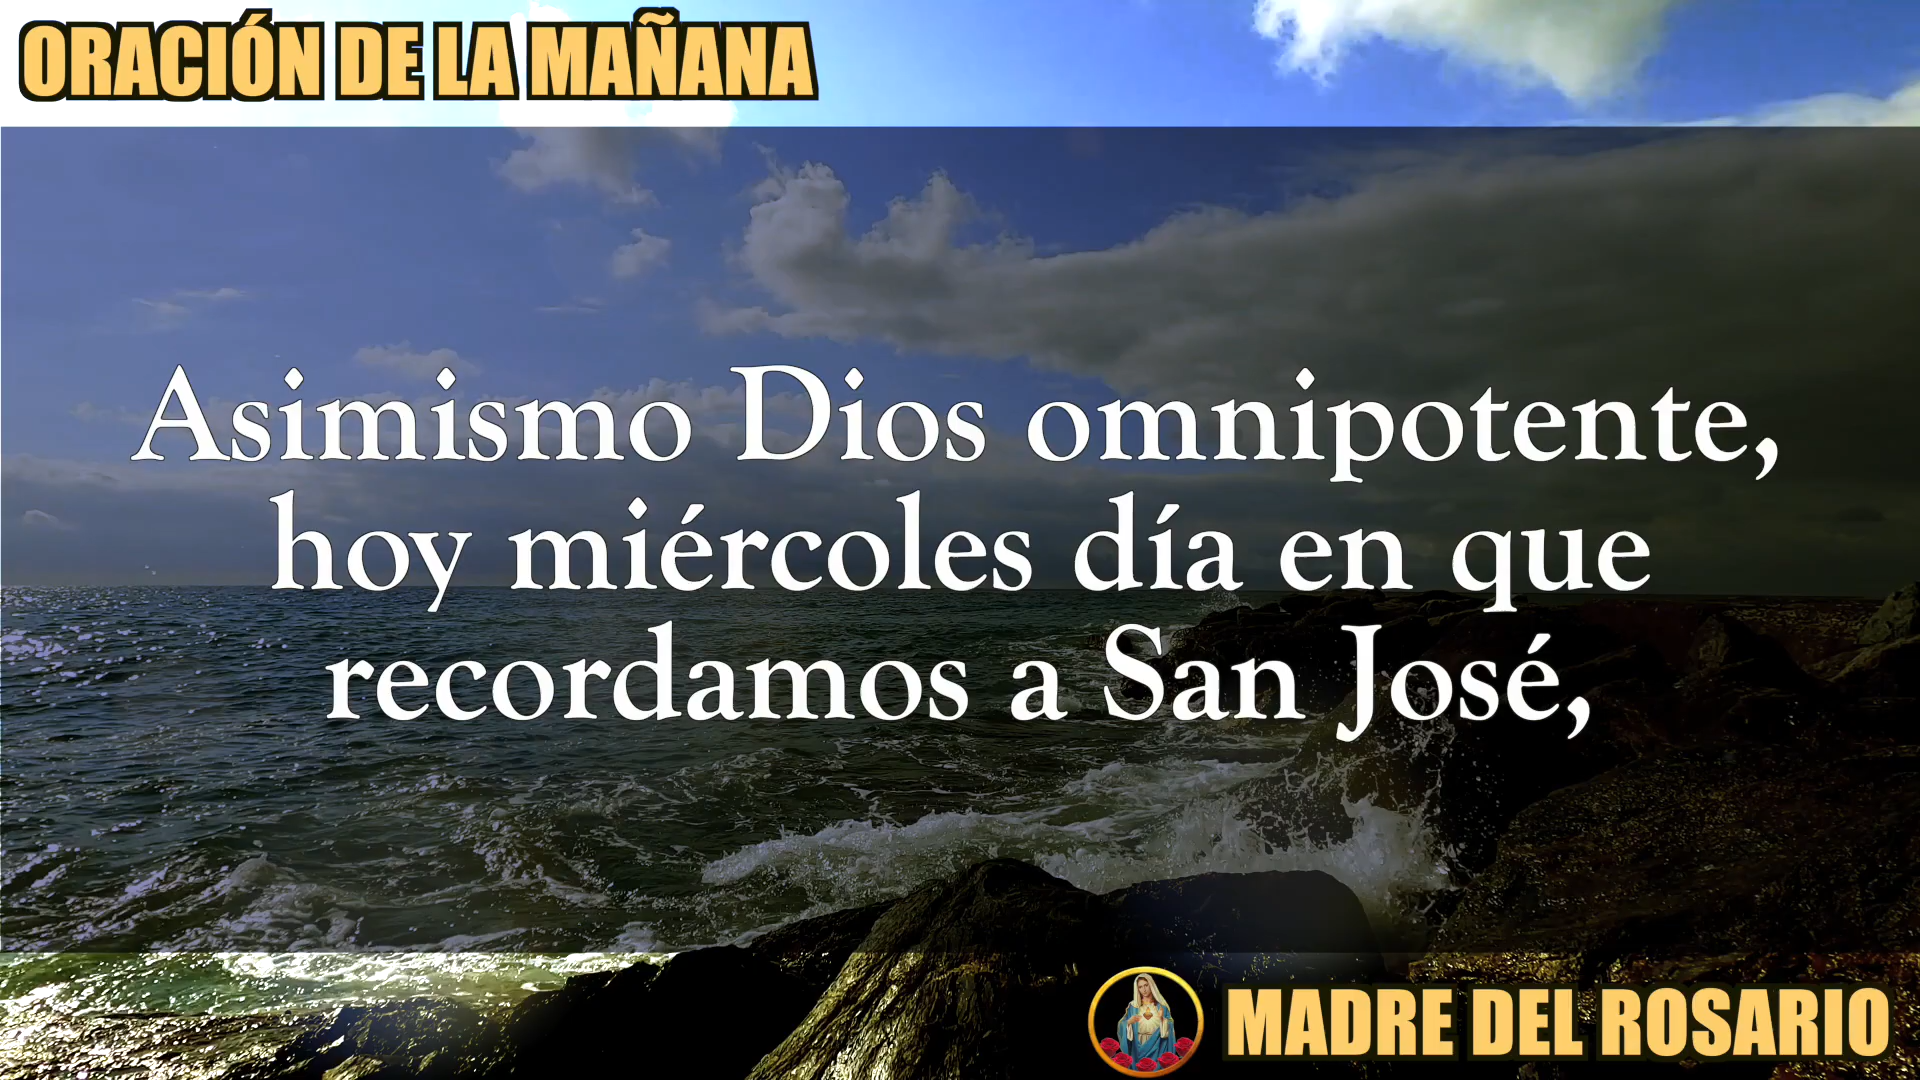 ORACIÓN DE LA MAÑANA
Asimismo Dios omnipotente,
hoy miércoles día en que
recordamos a San José,
MADRE DEL ROSARIO